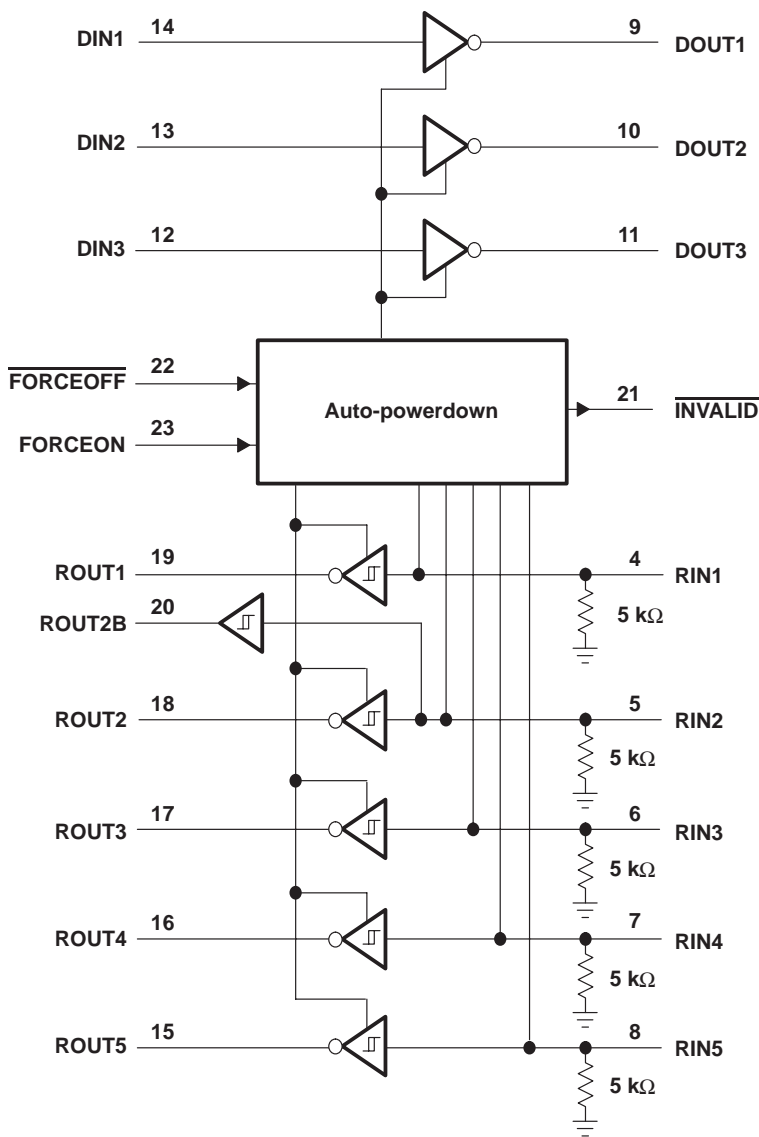 DIN1 14 9 DOUT1
DIN2 13 10 DOUT2
DIN3 12 11 DOUT3
FORCEOFF 22
Auto-powerdown
21 INVALID
FORCEON 23
ROUT1 19 4 RIN1
5 kΩ
ROUT2B 20
ROUT2 18 5 RIN2
5 kΩ
ROUT3 17 6 RIN3
5 kΩ
ROUT4 16 7 RIN4
5 kΩ
ROUT5 15 8 RIN5
5 kΩ